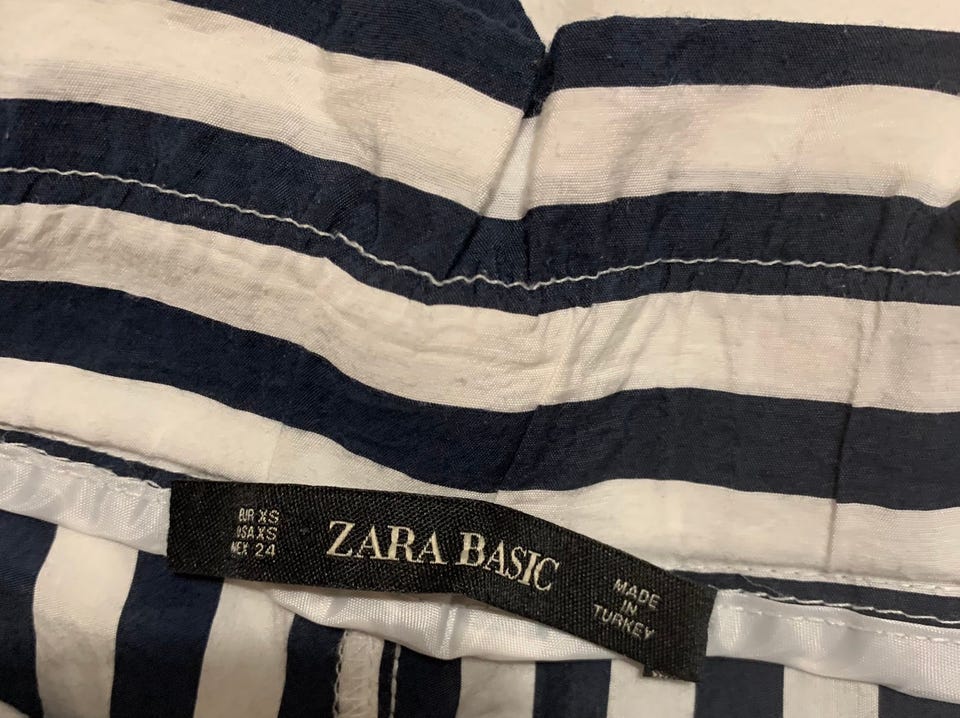 EUR XS
USA XS
MEX 24
ZARA BASIC
MADE
IN
TURKEY